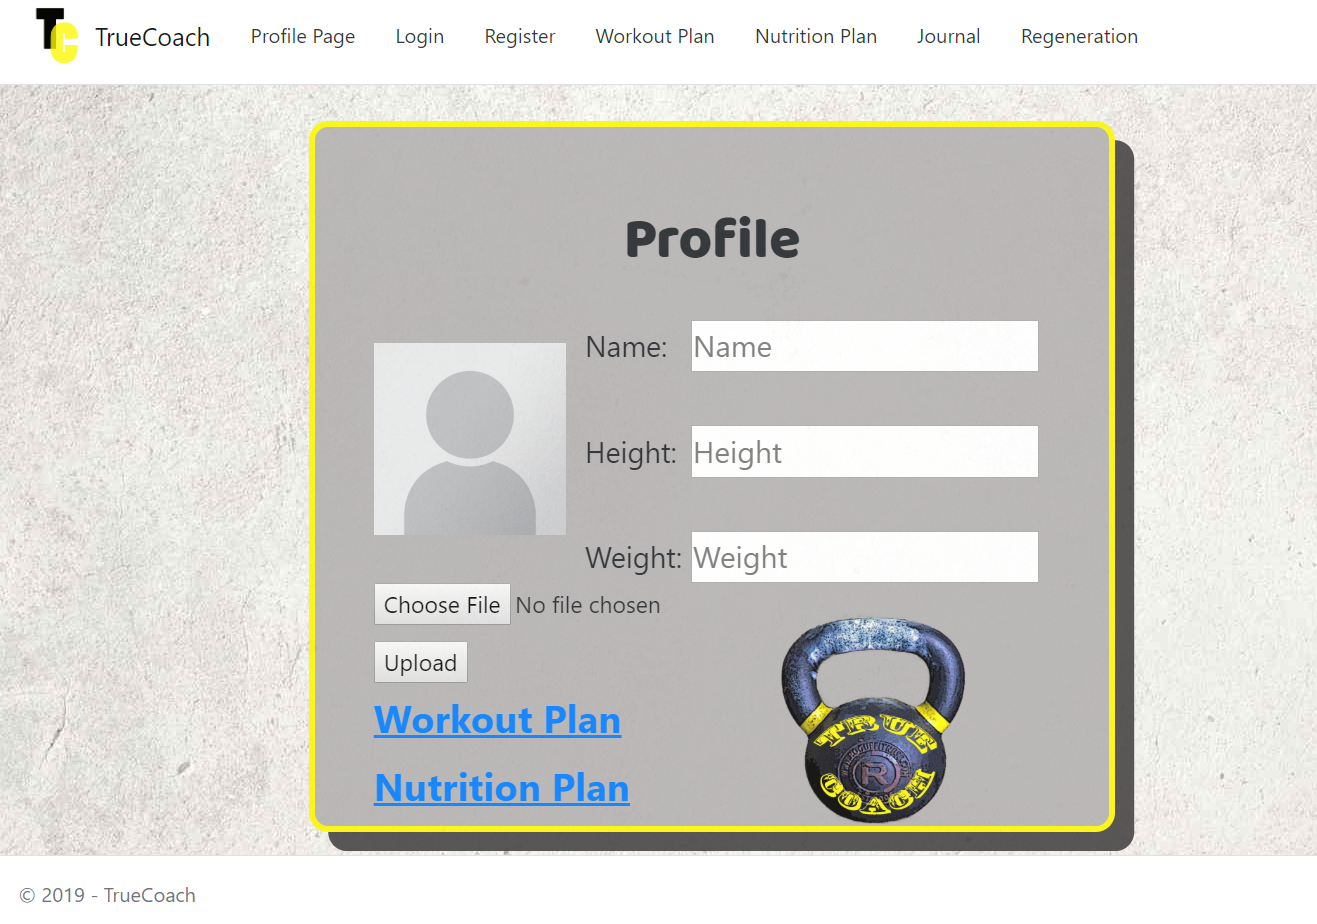 TC TrueCoach Profile Page Login Register Workout Plan Nutrition Plan Journal Regeneration
Profile
Name: Name
Height: Height
Weight: Weight
Choose File No file chosen
Upload
Workout Plan
Nutrition Plan
TRUE
R
COACH
© 2019 - TrueCoach